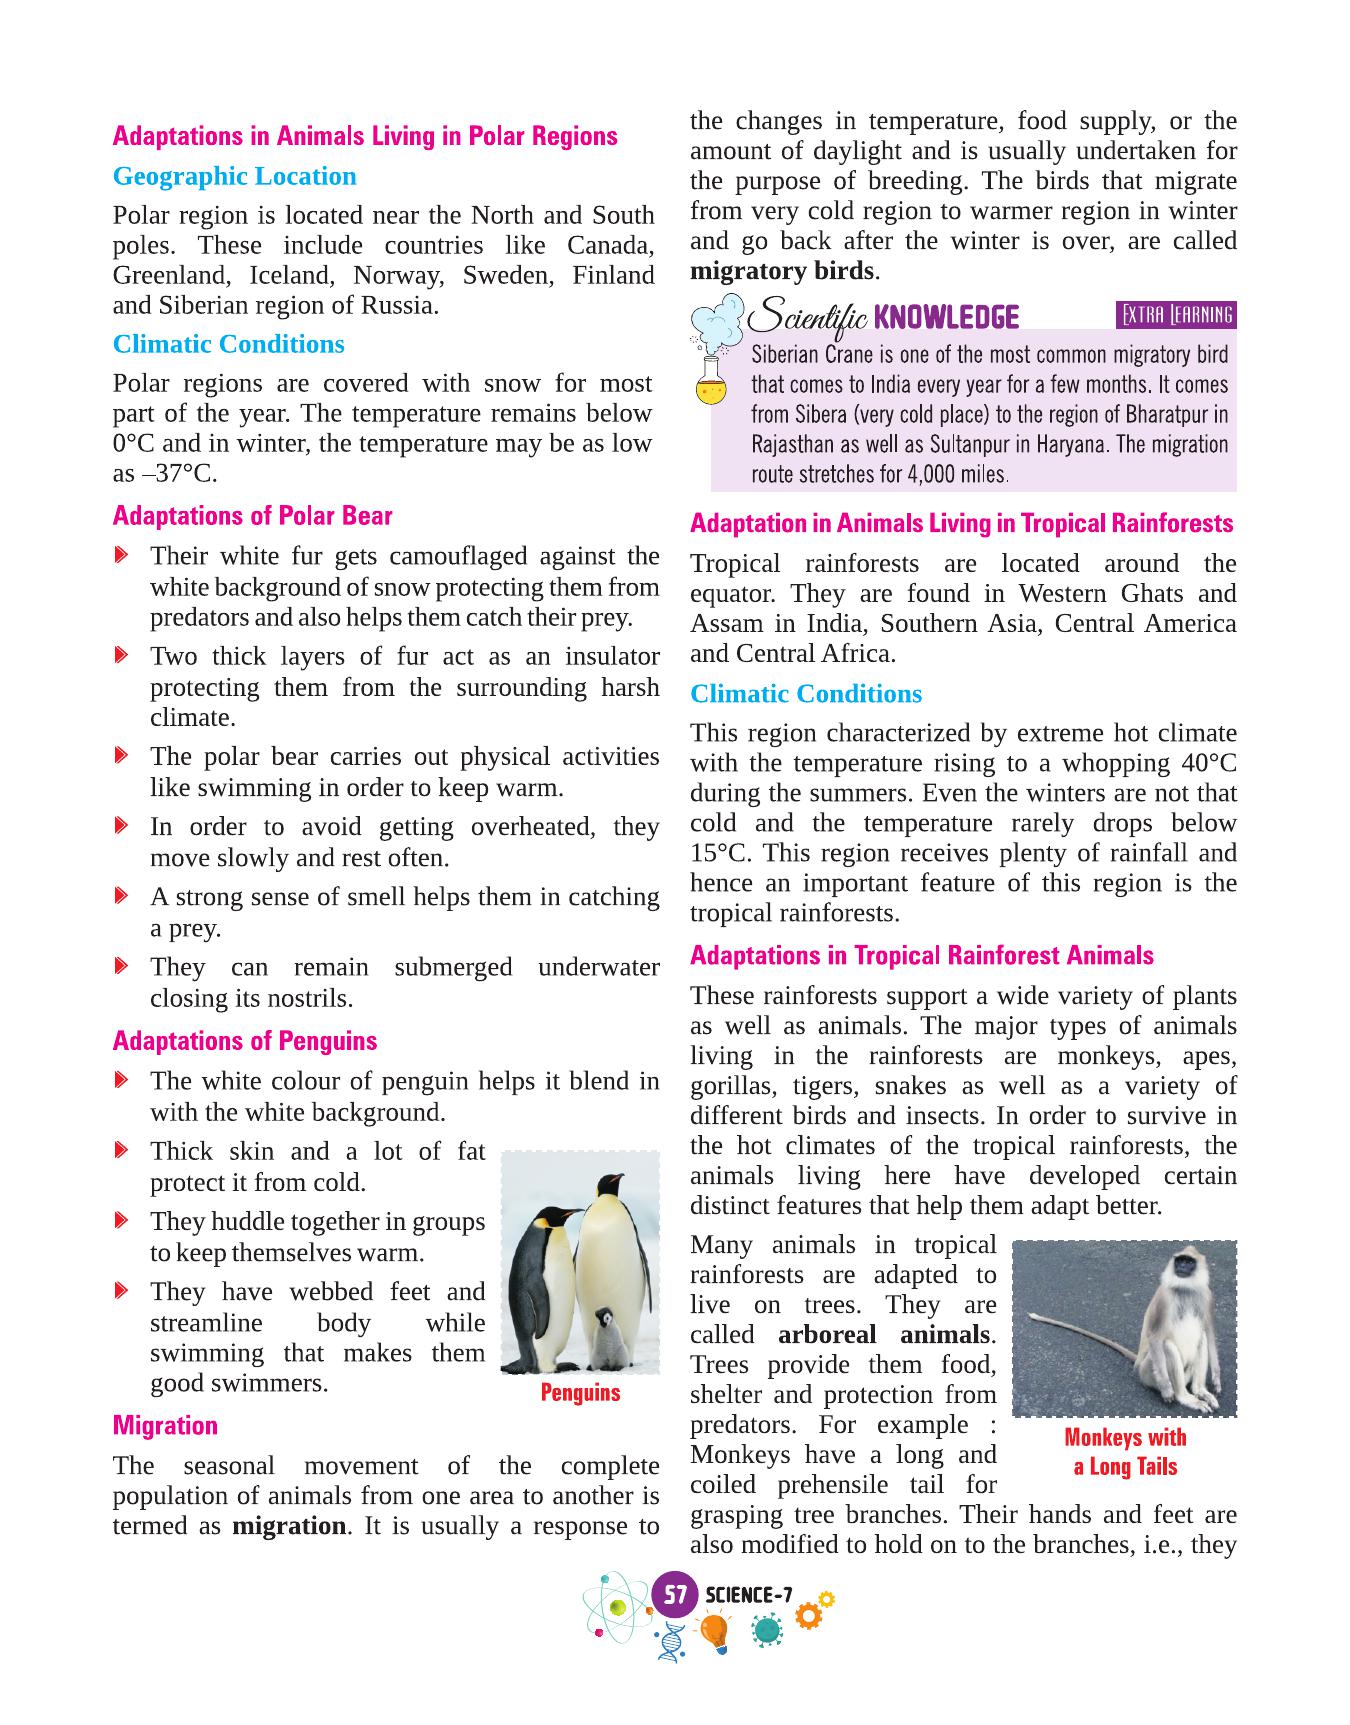 Adaptations in Animals Living in Polar Regions
Geographic Location
Polar region is located near the North and South
poles. These include countries like Canada,
Greenland, Iceland, Norway, Sweden, Finland
and Siberian region of Russia.
Climatic Conditions
Polar regions are covered with snow for most
part of the year. The temperature remains below
0°C and in winter, the temperature may be as low
as –37°C.
Adaptations of Polar Bear
Their white fur gets camouflaged against the
white background of snow protecting them from
predators and also helps them catch their prey.
Two thick layers of fur act as an insulator
protecting them from the surrounding harsh
climate.
The polar bear carries out physical activities
like swimming in order to keep warm.
In order to avoid getting overheated, they
move slowly and rest often.
A strong sense of smell helps them in catching
a prey.
They can remain submerged underwater
closing its nostrils.
Adaptations of Penguins
The white colour of penguin helps it blend in
with the white background.
Thick skin and a lot of fat
protect it from cold.
They huddle together in groups
to keep themselves warm.
They have webbed feet and
streamline body while
swimming that makes them
good swimmers.
Penguins
Migration
The seasonal movement of the complete
population of animals from one area to another is
termed as migration. It is usually a response to
the changes in temperature, food supply, or the
amount of daylight and is usually undertaken for
the purpose of breeding. The birds that migrate
from very cold region to warmer region in winter
and go back after the winter is over, are called
migratory birds.
Scientific KNOWLEDGE EXTRA LEARNING
Siberian Crane is one of the most common migratory bird
that comes to India every year for a few months. It comes
from Sibera (very cold place) to the region of Bharatpur in
Rajasthan as well as Sultanpur in Haryana. The migration
route stretches for 4,000 miles.
Adaptation in Animals Living in Tropical Rainforests
Tropical rainforests are located around the
equator. They are found in Western Ghats and
Assam in India, Southern Asia, Central America
and Central Africa.
Climatic Conditions
This region characterized by extreme hot climate
with the temperature rising to a whopping 40°C
during the summers. Even the winters are not that
cold and the temperature rarely drops below
15°C. This region receives plenty of rainfall and
hence an important feature of this region is the
tropical rainforests.
Adaptations in Tropical Rainforest Animals
These rainforests support a wide variety of plants
as well as animals. The major types of animals
living in the rainforests are monkeys, apes,
gorillas, tigers, snakes as well as a variety of
different birds and insects. In order to survive in
the hot climates of the tropical rainforests, the
animals living here have developed certain
distinct features that help them adapt better.
Many animals in tropical
rainforests are adapted to
live on trees. They are
called arboreal animals.
Trees provide them food,
shelter and protection from
predators. For example :
Monkeys have a long and
coiled prehensile tail for
grasping tree branches. Their hands and feet are
also modified to hold on to the branches, i.e., they
Monkeys with
a Long Tails
57 SCIENCE-7